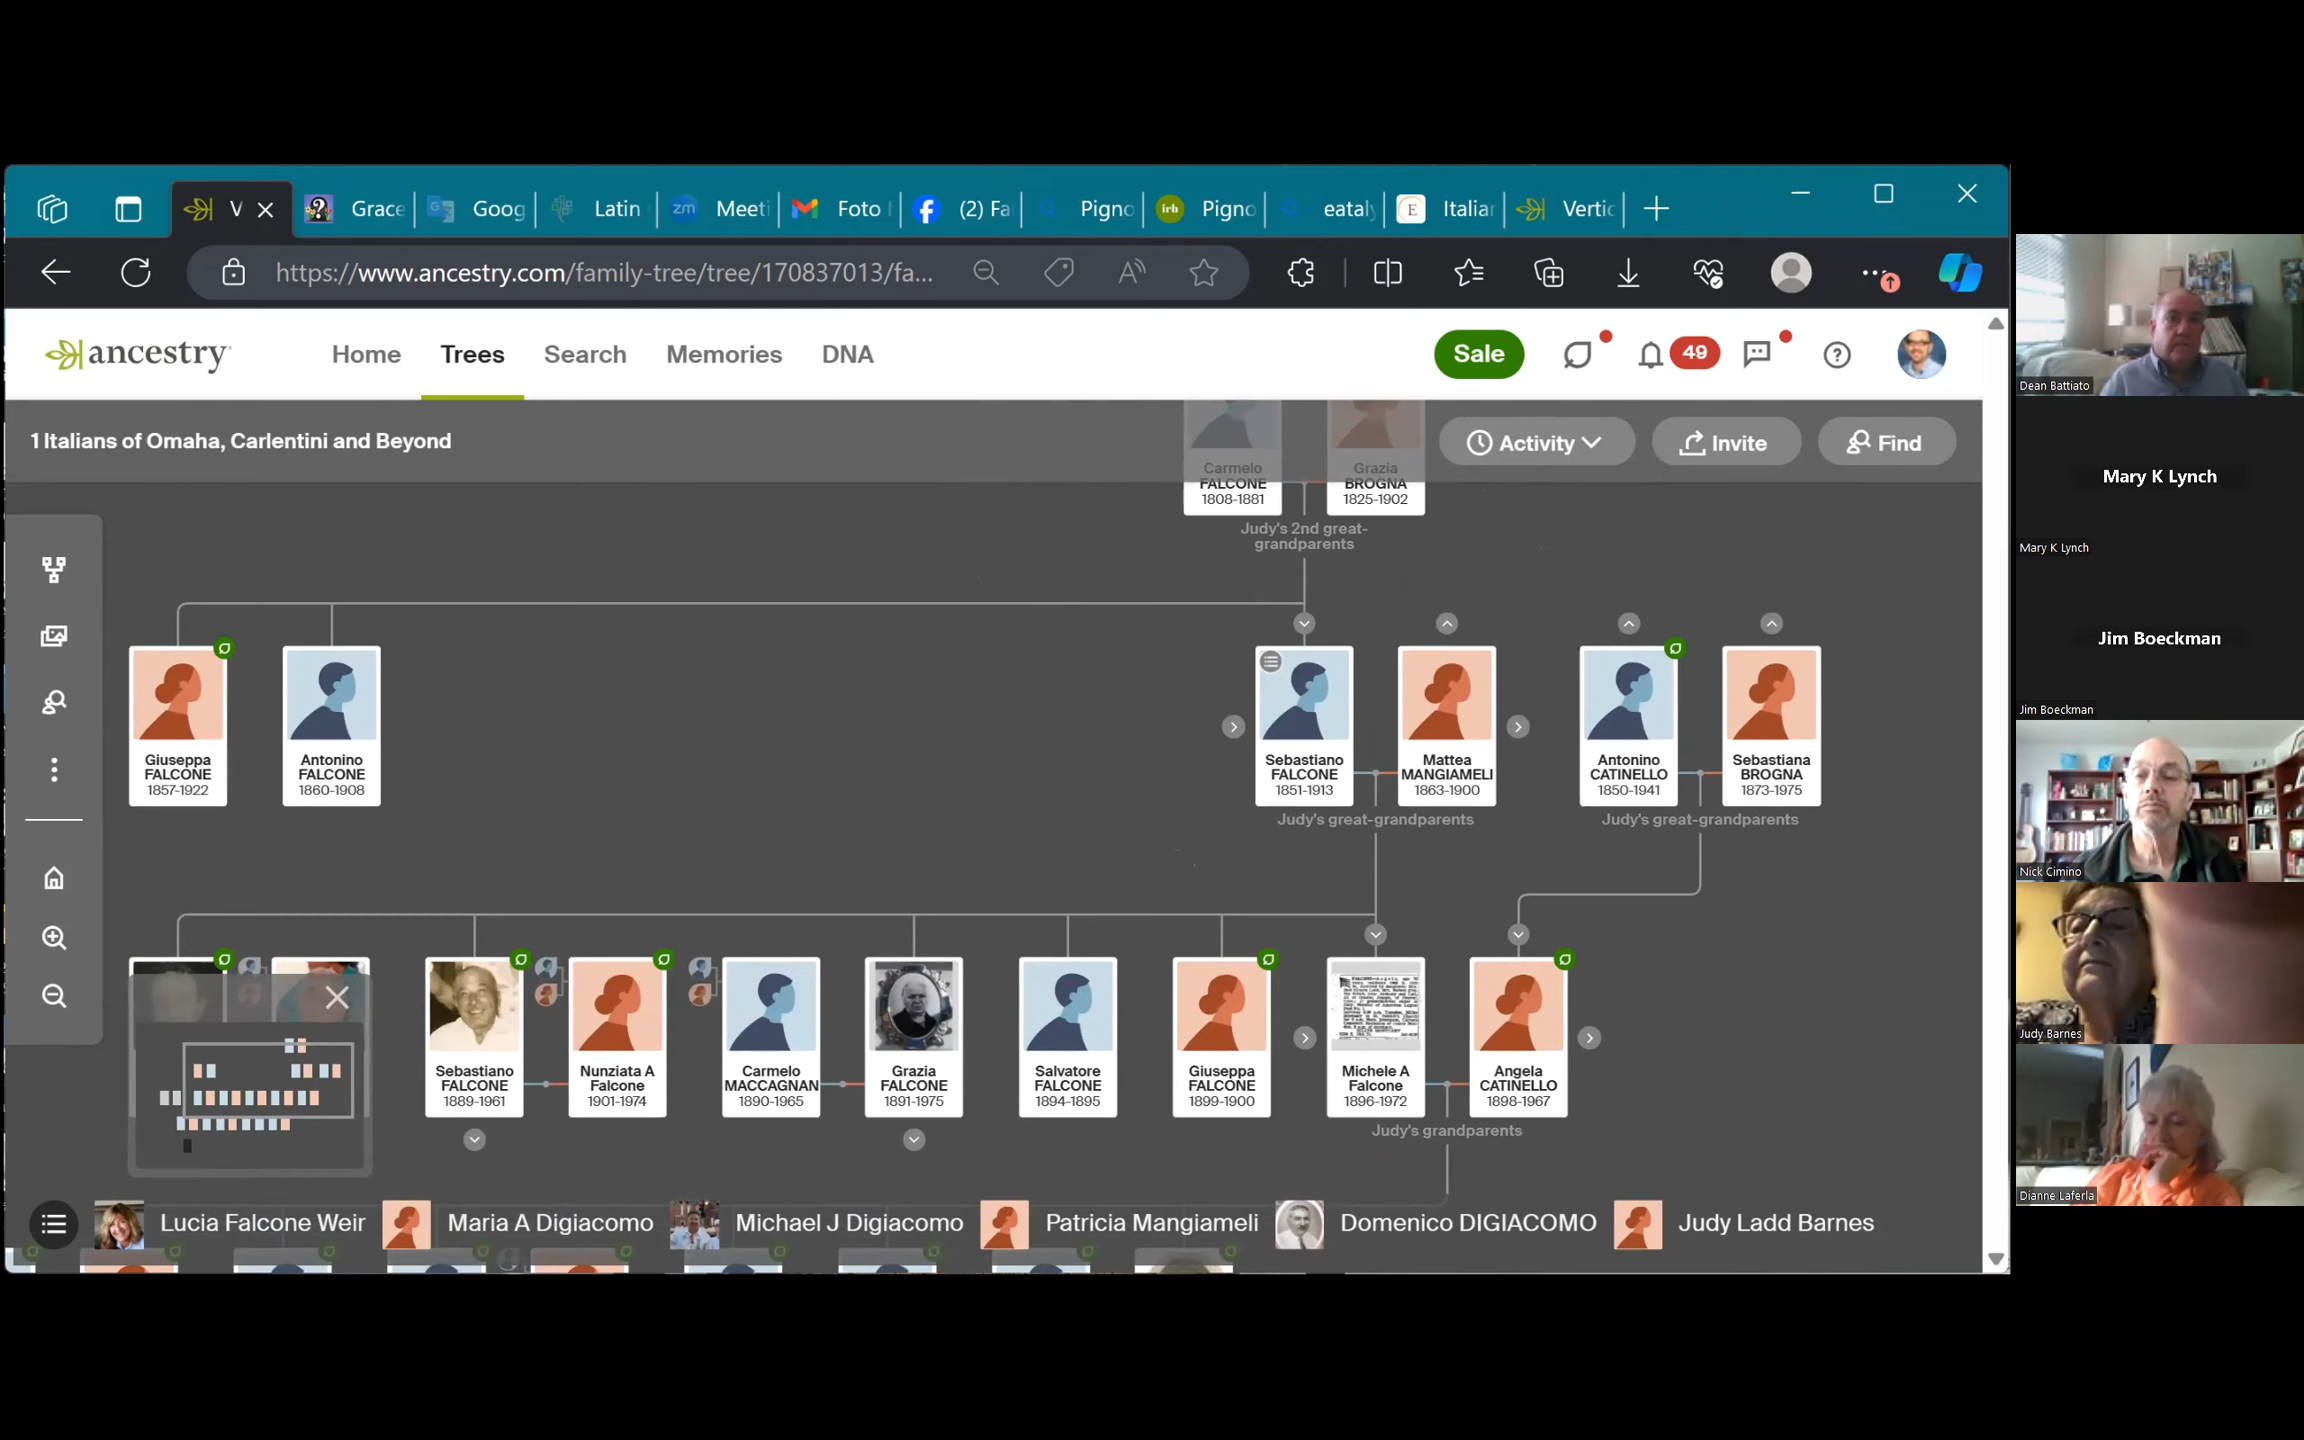 V
Grace
Goog
Latin
Meeti
Foto
(2) Fa
Pigno
irb
Pigno
eataly
E
Italian
Vertic
zm
https://www.ancestry.com/family-tree/tree/170837013/fa...
ancestry
Home
Trees
Search
Memories
DNA
Sale
49
1 Italians of Omaha, Carlentini and Beyond
Activity
Invite
Find
Carmelo
FALCONE
1808-1881
Grazia
BROGNA
1825-1902
Judy's 2nd great-
grandparents
Giuseppa
FALCONE
1857-1922
Antonino
FALCONE
1860-1908
Sebastiano
FALCONE
1851-1913
Mattea
MANGIAMELI
1863-1900
Judy's great-grandparents
Antonino
CATINELLO
1850-1941
Sebastiana
BROGNA
1873-1975
Judy's great-grandparents
Sebastiano
FALCONE
1889-1961
Nunziata A
Falcone
1901-1974
Carmelo
MACCAGNAN
1890-1965
Grazia
FALCONE
1891-1975
Salvatore
FALCONE
1894-1895
Giuseppa
FALCONE
1899-1900
Michele A
Falcone
1896-1972
Angela
CATINELLO
1898-1967
Judy's grandparents
Lucia Falcone Weir
Maria A Digiacomo
Michael J Digiacomo
Patricia Mangiameli
Domenico DIGIACOMO
Judy Ladd Barnes
Dean Battiato
Mary K Lynch
Mary K Lynch
Jim Boeckman
Jim Boeckman
Nick Cimino
Judy Barnes
Dianne Laferla